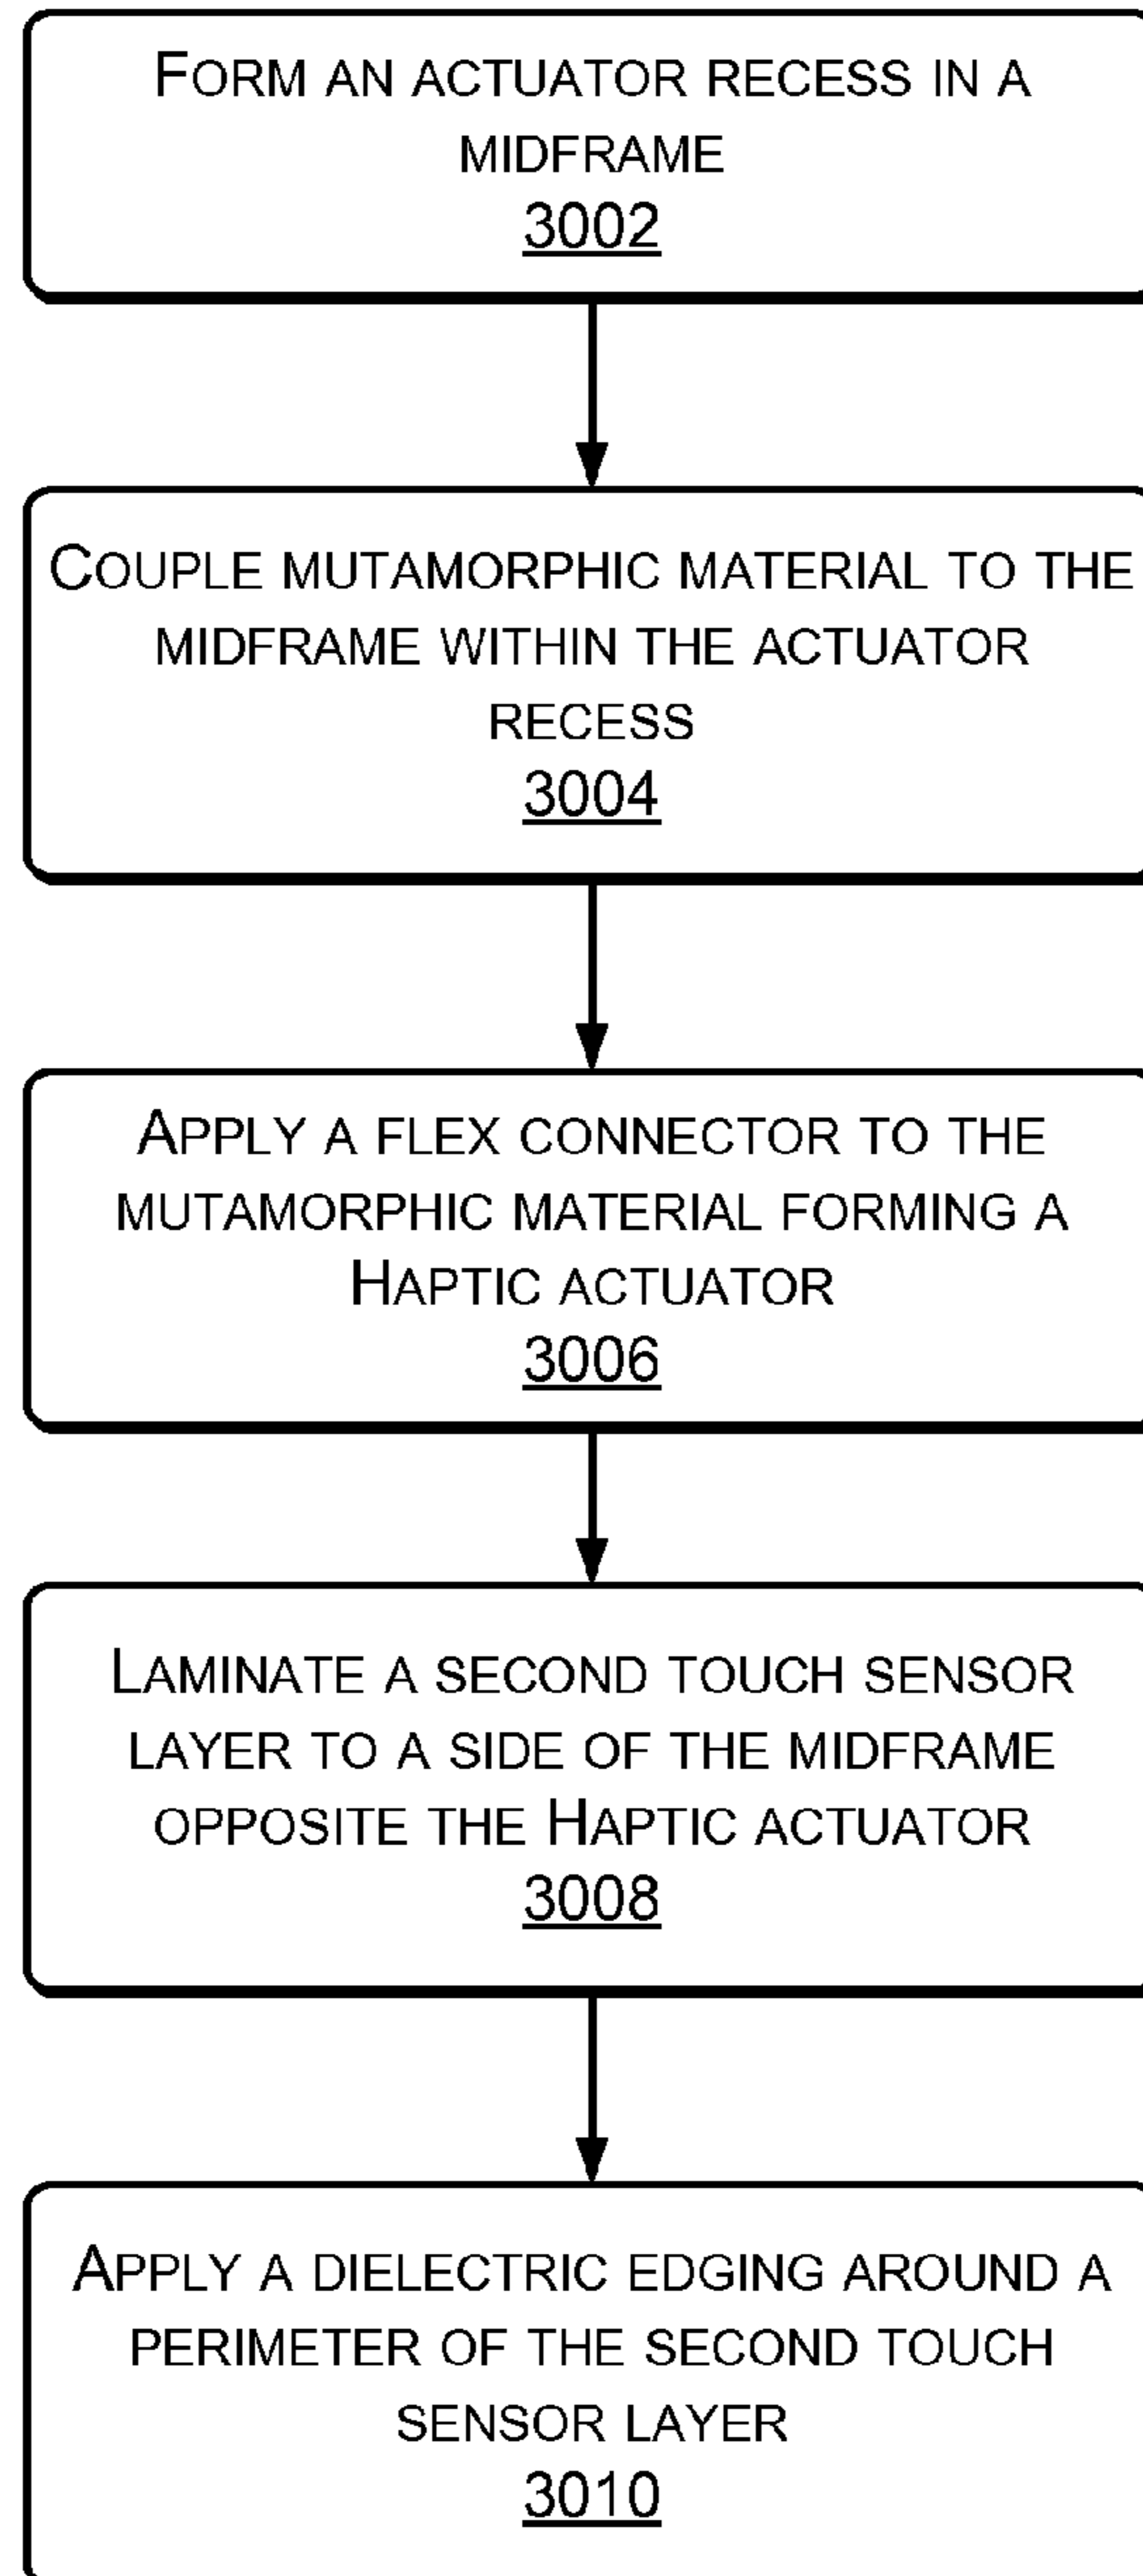 FORM AN ACTUATOR RECESS IN A
MIDFRAME
3002
COUPLE MUTAMORPHIC MATERIAL TO THE
MIDFRAME WITHIN THE ACTUATOR
RECESS
3004
APPLY A FLEX CONNECTOR TO THE
MUTAMORPHIC MATERIAL FORMING A
HAPTIC ACTUATOR
3006
LAMINATE A SECOND TOUCH SENSOR
LAYER TO A SIDE OF THE MIDFRAME
OPPOSITE THE HAPTIC ACTUATOR
3008
APPLY A DIELECTRIC EDGING AROUND A
PERIMETER OF THE SECOND TOUCH
SENSOR LAYER
3010